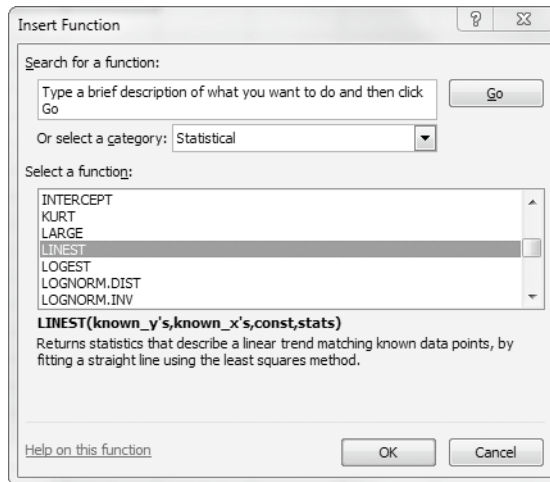 Insert Function
?
Search for a function:
Type a brief description of what you want to do and then click
Go
Go
Or select a category: Statistical
Select a function:
INTERCEPT
KURT
LARGE
LINEST
LOGEST
LOGNORM.DIST
LOGNORM.INV
LINEST(known_y's,known_x's,const,stats)
Returns statistics that describe a linear trend matching known data points, by
fitting a straight line using the least squares method.
Help on this function
OK
Cancel